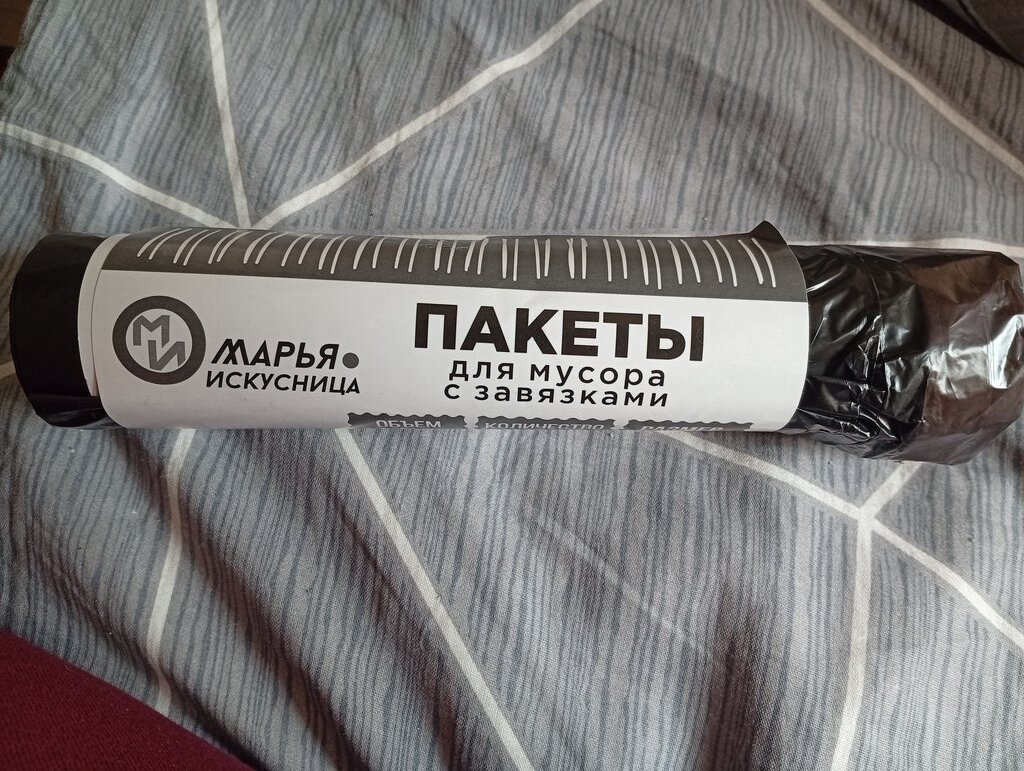 МИ
МАРЬЯ
ИСКУСНИЦА
ПАКЕТЫ
для мусора
с завязками
ОБЪЕМ КОЛИЧЕСТВО